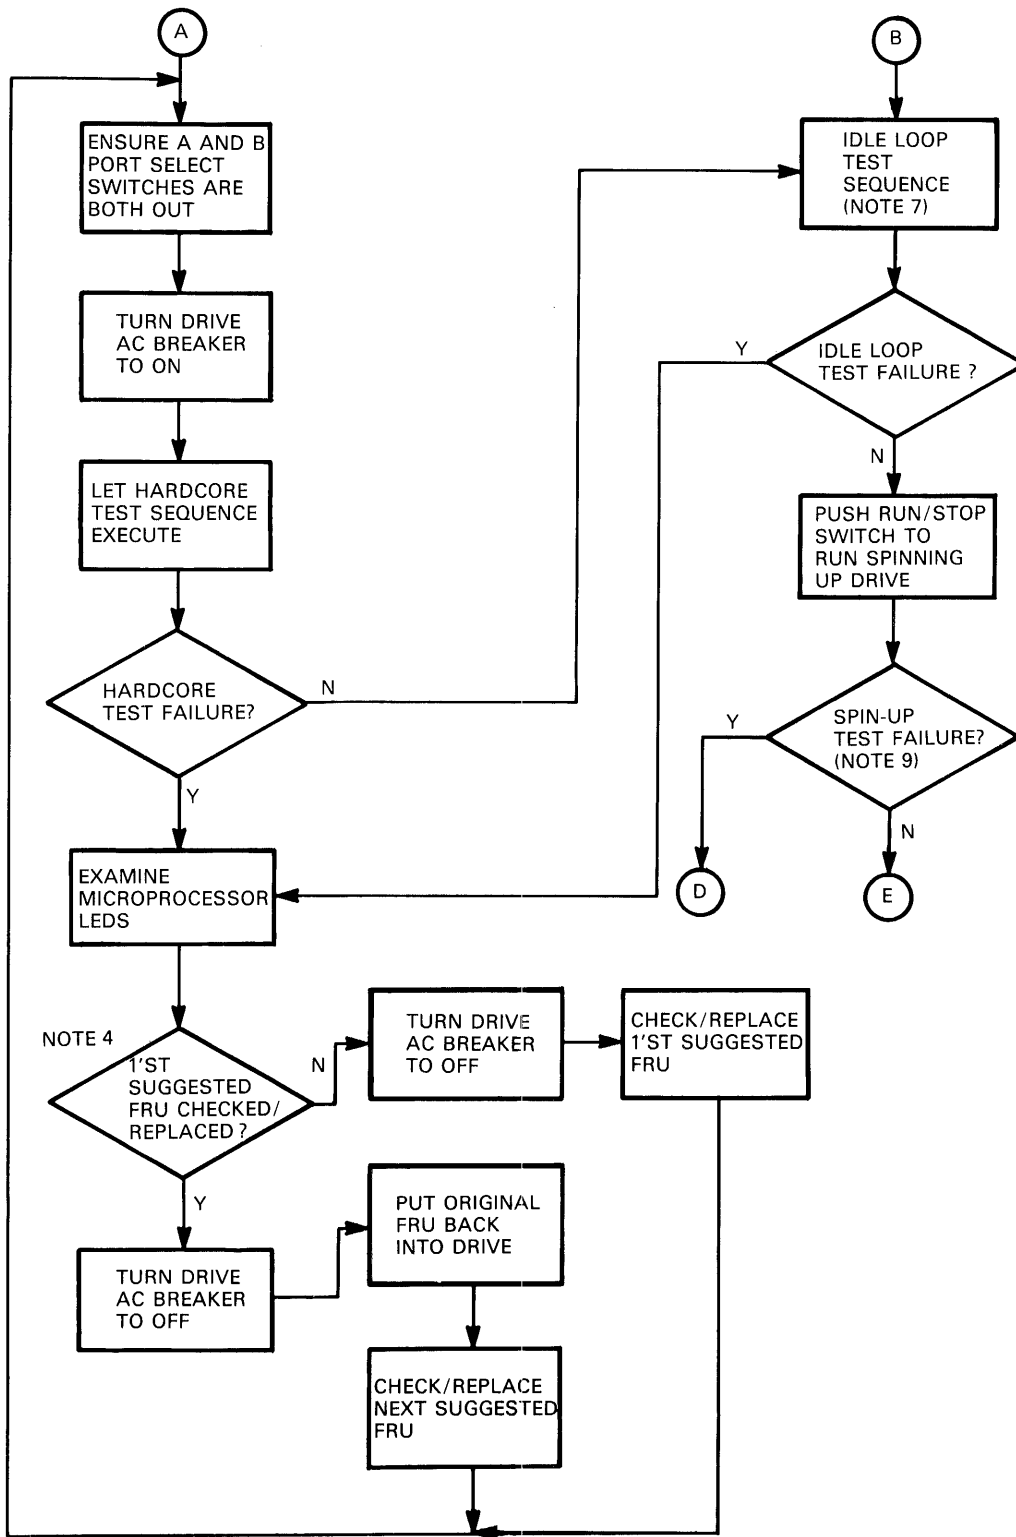 A
ENSURE A AND B
PORT SELECT
SWITCHES ARE
BOTH OUT
TURN DRIVE
AC BREAKER
TO ON
LET HARDCORE
TEST SEQUENCE
EXECUTE
HARDCORE
TEST FAILURE?
N
Y
EXAMINE
MICROPROCESSOR
LEDS
NOTE 4
1'ST
SUGGESTED
FRU CHECKED/
REPLACED?
N
TURN DRIVE
AC BREAKER
TO OFF
CHECK/REPLACE
1'ST SUGGESTED
FRU
Y
TURN DRIVE
AC BREAKER
TO OFF
PUT ORIGINAL
FRU BACK
INTO DRIVE
CHECK/REPLACE
NEXT SUGGESTED
FRU
B
IDLE LOOP
TEST
SEQUENCE
(NOTE 7)
IDLE LOOP
TEST FAILURE ?
Y
N
PUSH RUN/STOP
SWITCH TO
RUN SPINNING
UP DRIVE
SPIN-UP
TEST FAILURE?
(NOTE 9)
Y
N
D
E